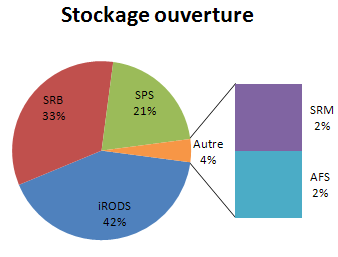 Stockage ouverture
SRB
33%
SPS
21%
Autre
4%
iRODS
42%
SRM
2%
AFS
2%